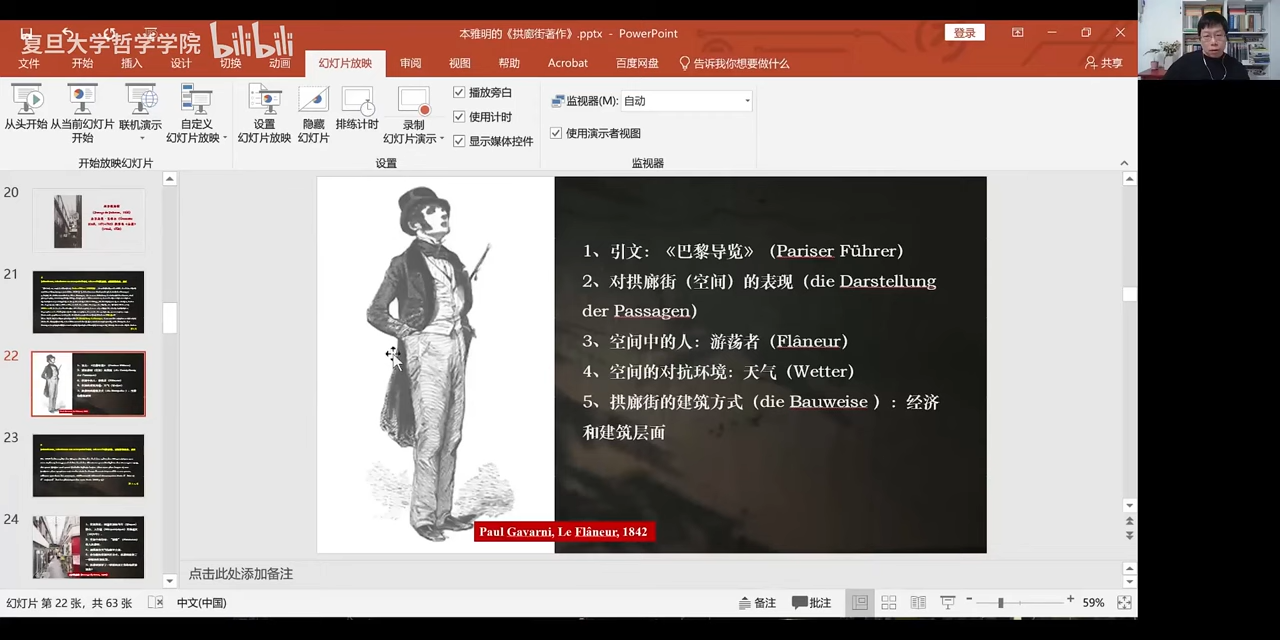 复旦大学哲学学院 bilibili
本雅明的《拱廊街著作》.pptx - PowerPoint
登录
文件 开始 插入 设计 切换 动画 幻灯片放映 审阅 视图 帮助 Acrobat 百度网盘 告诉我你想要做什么 共享
从头开始 从当前幻灯片开始 联机演示 自定义幻灯片放映
设置幻灯片放映 隐藏幻灯片 排练计时 录制幻灯片演示
播放旁白
使用计时
显示媒体控件
监视器(M): 自动
使用演示者视图
开始放映幻灯片 设置 监视器
20
21
22
23
24
1、引文：《巴黎导览》（Pariser Führer）
2、对拱廊街（空间）的表现（die Darstellung
der Passagen）
3、空间中的人：游荡者（Flâneur）
4、空间的对抗环境：天气（Wetter）
5、拱廊街的建筑方式（die Bauweise ）：经济
和建筑层面
Paul Gavarni, Le Flâneur, 1842
点击此处添加备注
幻灯片 第 22 张，共 63 张 中文(中国) 备注 批注 59%